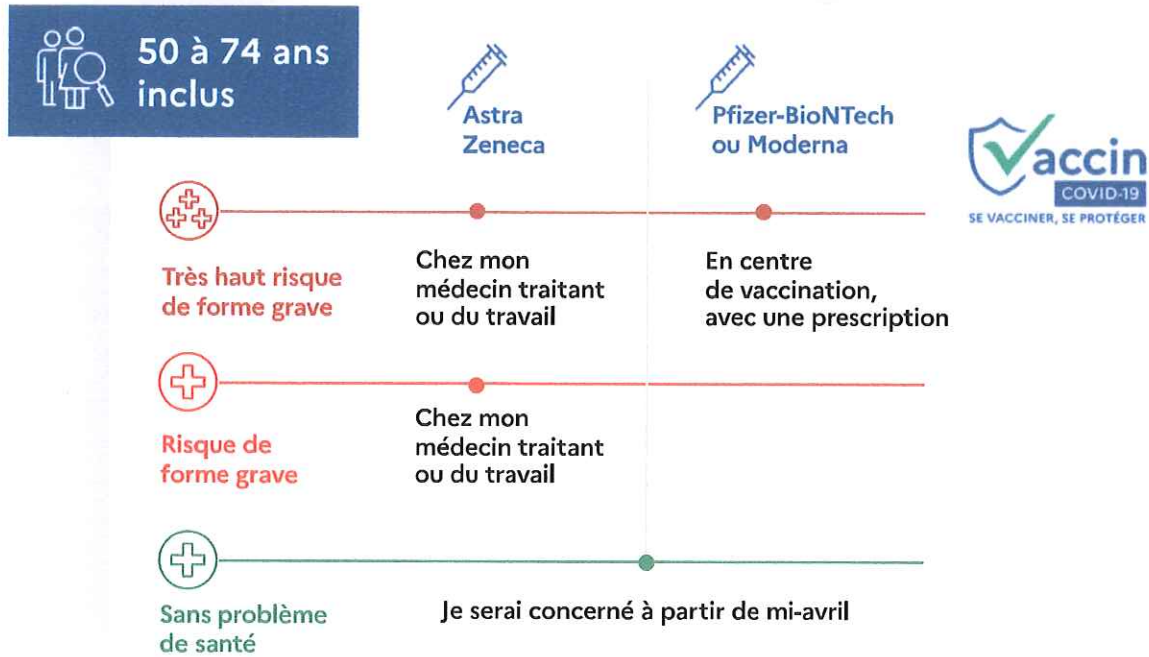 50 à 74 ans
inclus
Astra
Zeneca
Pfizer-BioNTech
ou Moderna
Vaccin
COVID-19
SE VACCINER, SE PROTÉGER
Très haut risque
de forme grave
Chez mon
médecin traitant
ou du travail
En centre
de vaccination,
avec une prescription
Risque de
forme grave
Chez mon
médecin traitant
ou du travail
Sans problème
de santé
Je serai concerné à partir de mi-avril